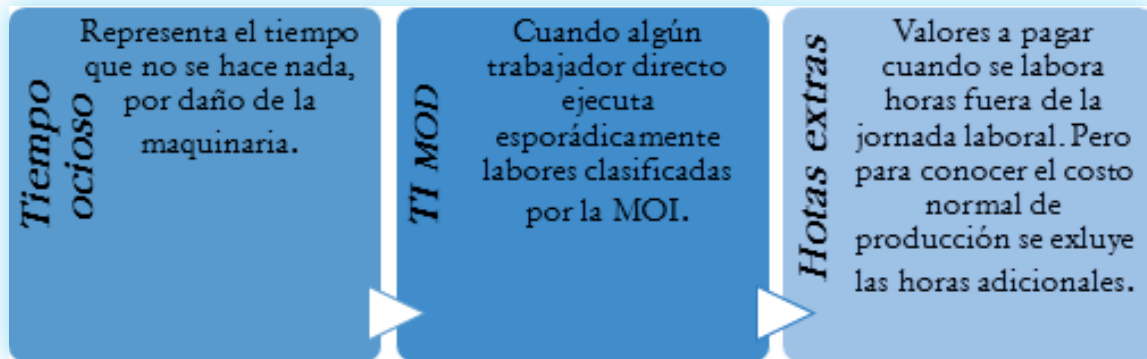 Tiempo
ocioso
Representa el tiempo
que no se hace nada,
por daño de la
maquinaria.
TI MOD
Cuando algún
trabajador directo
ejecuta
esporádicamente
labores clasificadas
por la MOI.
Hotas extras
Valores a pagar
cuando se labora
horas fuera de la
jornada laboral. Pero
para conocer el costo
normal de
producción se exluye
las horas adicionales.